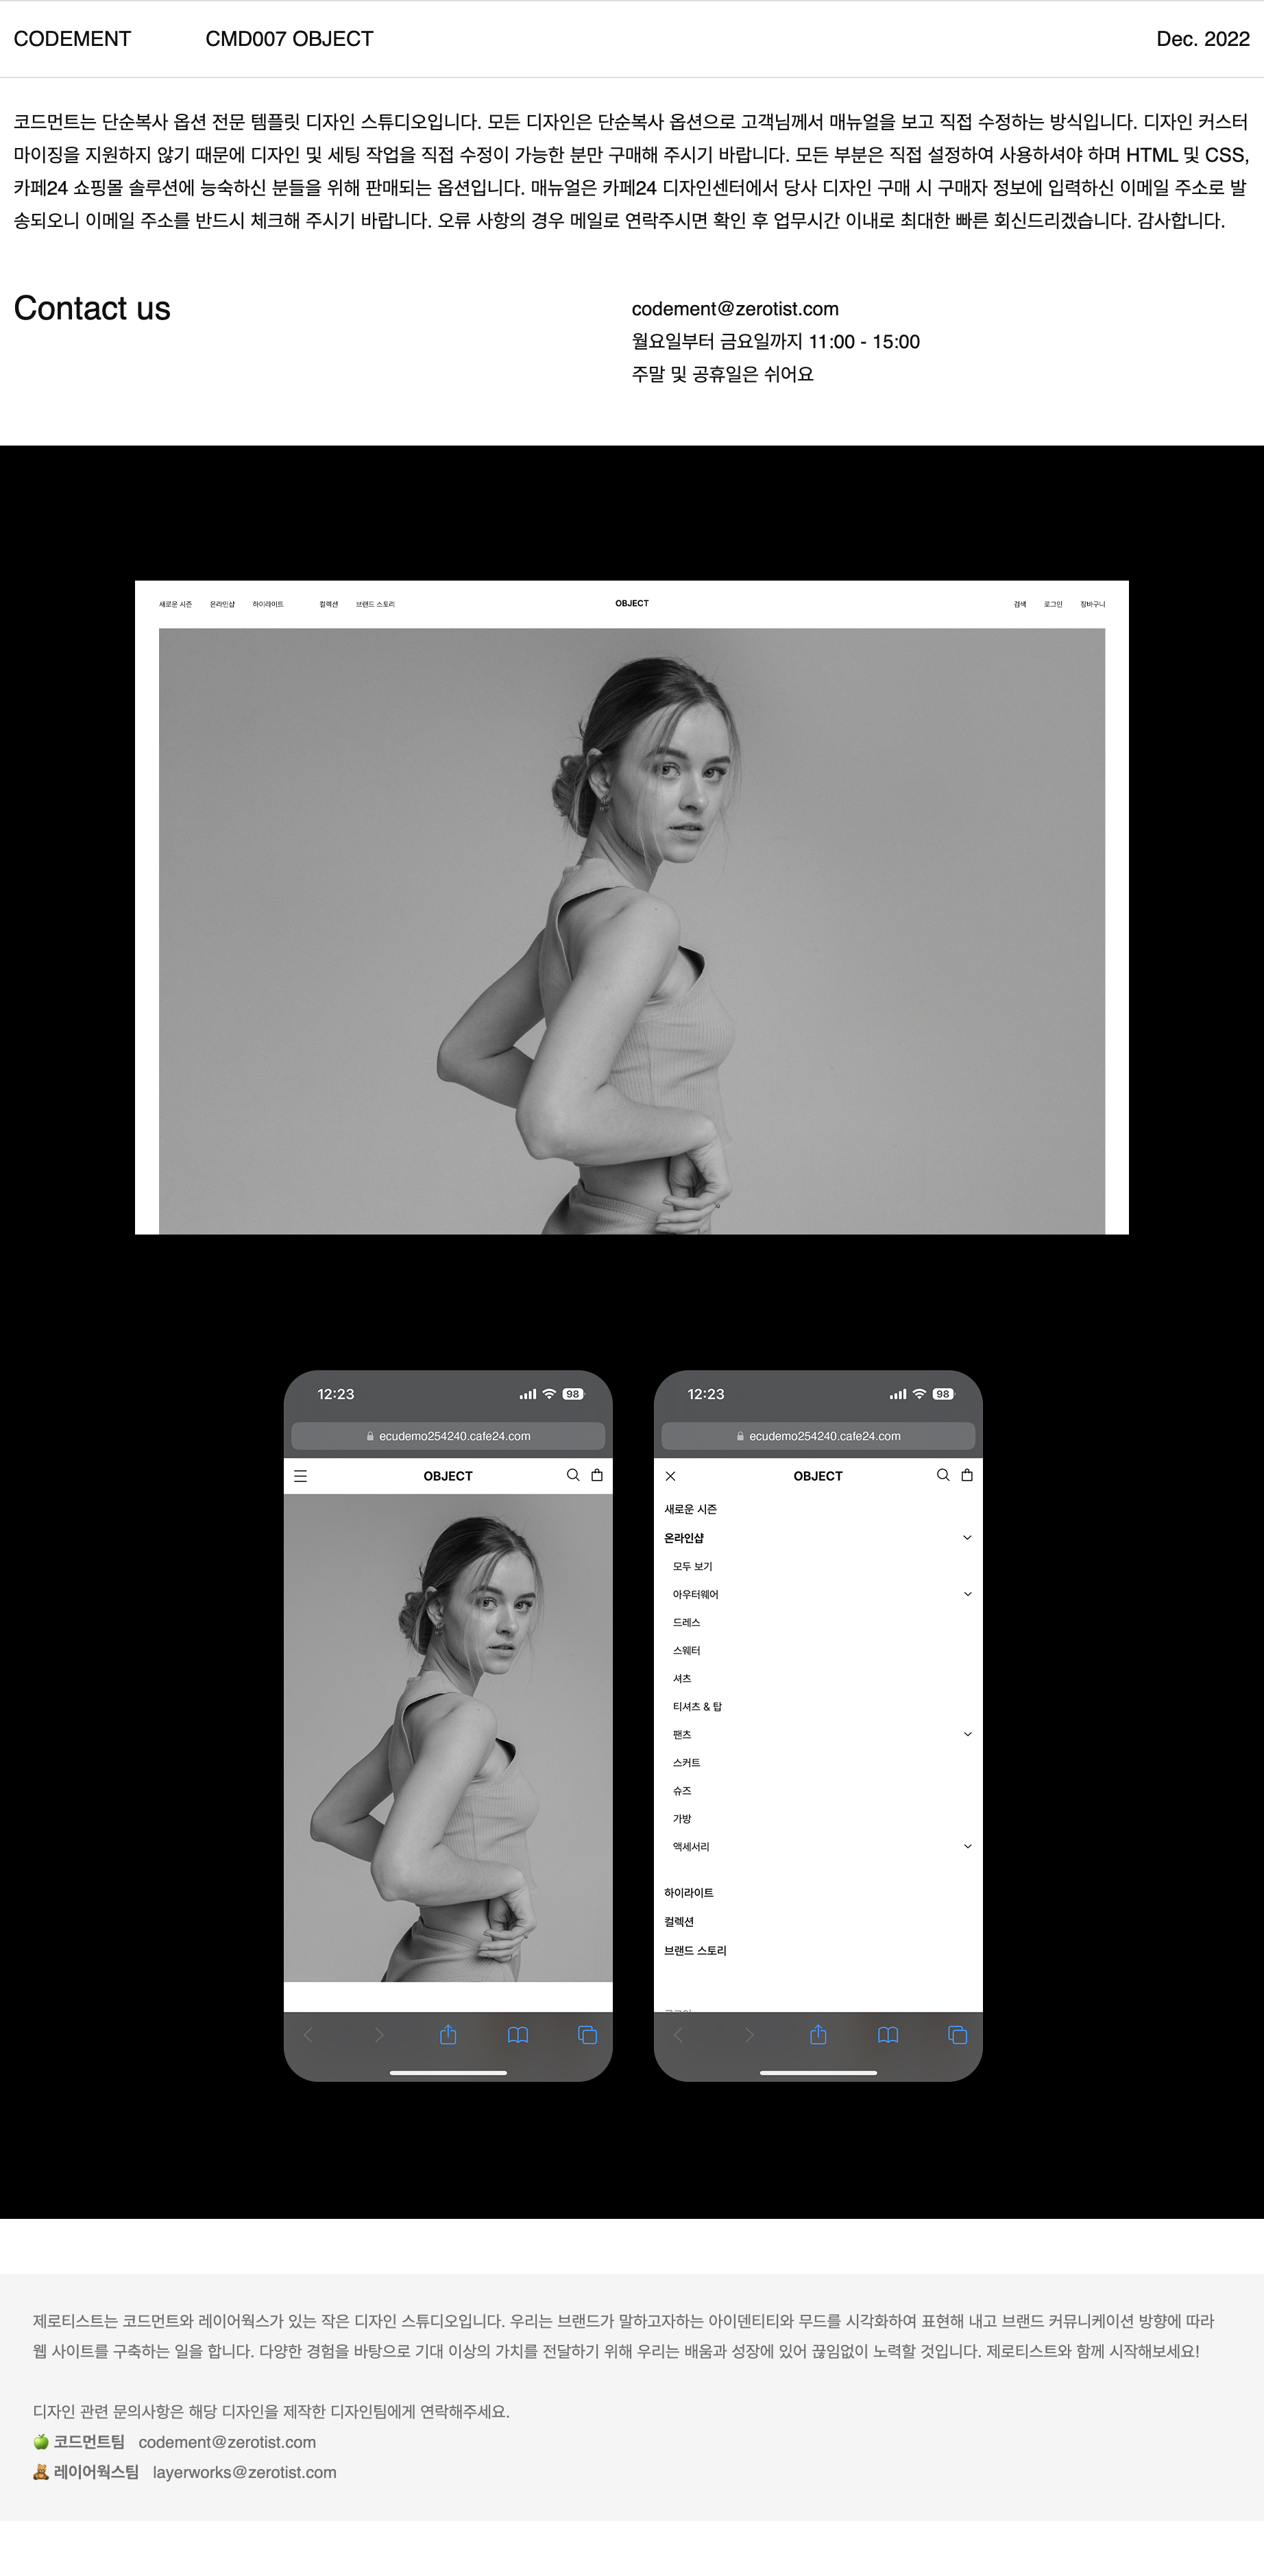 CODEMENT CMD007 OBJECT Dec. 2022
코드먼트는 단순복사 옵션 전문 템플릿 디자인 스튜디오입니다. 모든 디자인은 단순복사 옵션으로 고객님께서 매뉴얼을 보고 직접 수정하는 방식입니다. 디자인 커스터
마이징을 지원하지 않기 때문에 디자인 및 세팅 작업을 직접 수정이 가능한 분만 구매해 주시기 바랍니다. 모든 부분은 직접 설정하여 사용하셔야 하며 HTML 및 CSS,
카페24 쇼핑몰 솔루션에 능숙하신 분들을 위해 판매되는 옵션입니다. 매뉴얼은 카페24 디자인센터에서 당사 디자인 구매 시 구매자 정보에 입력하신 이메일 주소로 발
송되오니 이메일 주소를 반드시 체크해 주시기 바랍니다. 오류 사항의 경우 메일로 연락주시면 확인 후 업무시간 이내로 최대한 빠른 회신드리겠습니다. 감사합니다.
Contact us
codement@zerotist.com
월요일부터 금요일까지 11:00 - 15:00
주말 및 공휴일은 쉬어요
새로운 시즌 온라인샵 하이라이트 컬렉션 브랜드 스토리 OBJECT 검색 로그인 장바구니
12:23 98
ecudemo254240.cafe24.com
OBJECT
12:23 98
ecudemo254240.cafe24.com
OBJECT
새로운 시즌
온라인샵
모두 보기
아우터웨어
드레스
스웨터
셔츠
티셔츠 & 탑
팬츠
스커트
슈즈
가방
액세서리
하이라이트
컬렉션
브랜드 스토리
제로티스트는 코드먼트와 레이어웍스가 있는 작은 디자인 스튜디오입니다. 우리는 브랜드가 말하고자하는 아이덴티티와 무드를 시각화하여 표현해 내고 브랜드 커뮤니케이션 방향에 따라
웹 사이트를 구축하는 일을 합니다. 다양한 경험을 바탕으로 기대 이상의 가치를 전달하기 위해 우리는 배움과 성장에 있어 끊임없이 노력할 것입니다. 제로티스트와 함께 시작해보세요!
디자인 관련 문의사항은 해당 디자인을 제작한 디자인팀에게 연락해주세요.
🍏 코드먼트팀 codement@zerotist.com
🧸 레이어웍스팀 layerworks@zerotist.com